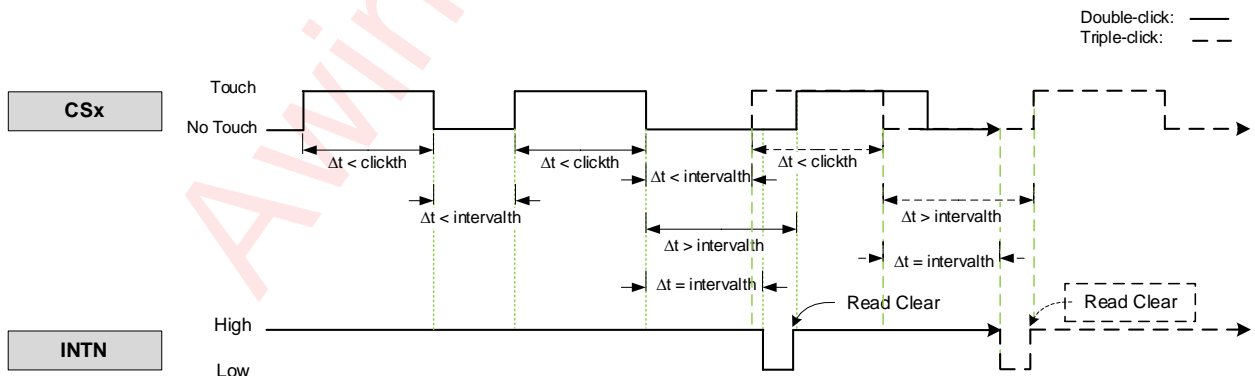 Double-click:
Triple-click:
Touch
CSx
No Touch
Δt < clickth
Δt < clickth
Δt < clickth
Δt < intervalth
Δt < intervalth
Δt > intervalth
Δt > intervalth
Δt = intervalth
Δt = intervalth
Read Clear
Read Clear
High
INTN
Low
Awin